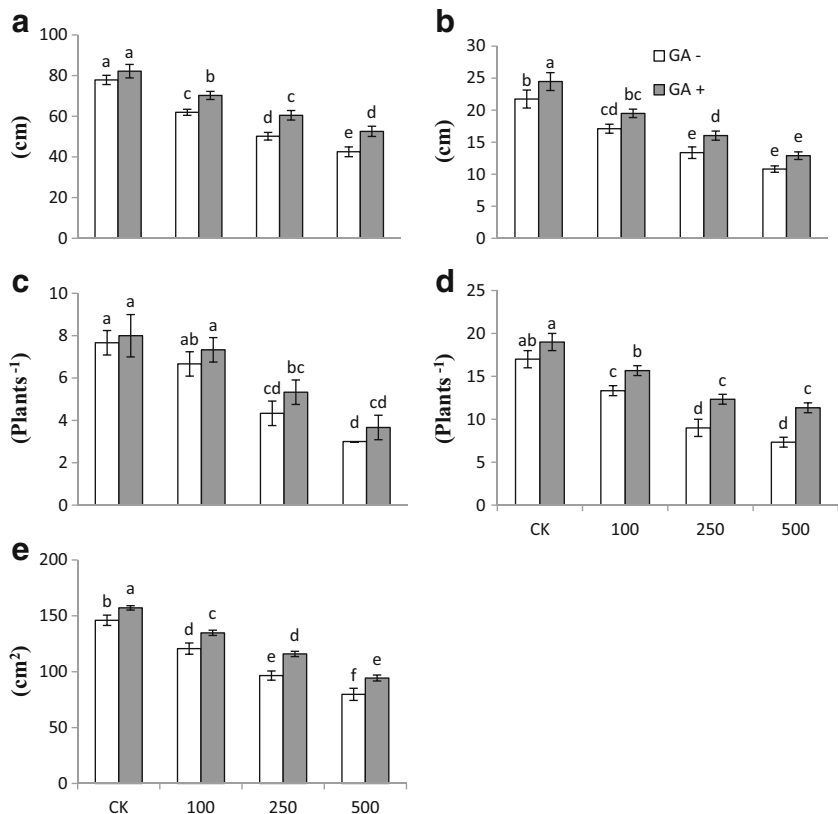 a
100
80
60
40
20
0
(cm)
a a
c b
d c
e d
b
30
25
20
15
10
5
0
(cm)
GA -
GA +
b a
cd bc
e d
e e
c
10
8
6
4
2
0
(Plants⁻¹)
a a
ab a
cd bc
d cd
d
25
20
15
10
5
0
(Plants⁻¹)
ab a
c b
d c
d c
CK 100 250 500
e
200
150
100
50
0
(cm²)
b a
d c
e d
f e
CK 100 250 500